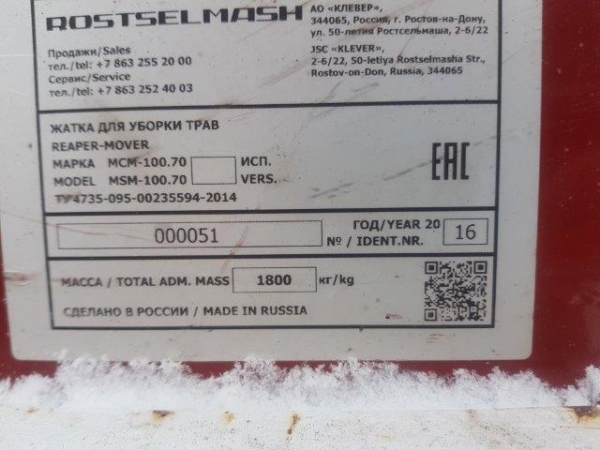 ROSTSELMASH
АО «КЛЕВЕР»,
344065, Россия, г. Ростов-на-Дону,
ул. 50-летия Ростсельмаша, 2-6/22
Продажи/Sales
тел./tel: +7 863 255 20 00
Сервис/Service
тел./tel: +7 863 252 40 03
JSC «KLEVER»,
2-6/22, 50-letiya Rostselmasha Str.,
Rostov-on-Don, Russia, 344065
ЖАТКА ДЛЯ УБОРКИ ТРАВ
REAPER-MOVER
МАРКА МСМ-100.70 ИСП.
MODEL MSM-100.70 VERS.
ТУ4735-095-00235594-2014
ЕАС
000051 № / IDENT.NR.
ГОД/YEAR 20 16
МАССА / TOTAL ADM. MASS 1800 кг/kg
СДЕЛАНО В РОССИИ / MADE IN RUSSIA